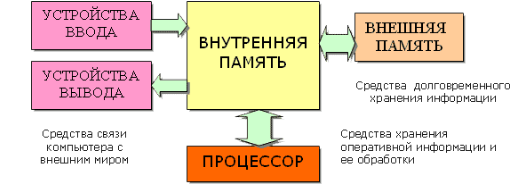 УСТРОЙСТВА
ВВОДА
УСТРОЙСТВА
ВЫВОДА
ВНУТРЕННЯЯ
ПАМЯТЬ
ВНЕШНЯЯ
ПАМЯТЬ
Средства долговременного
хранения информации
Средства связи
компьютера с
внешним миром
Средства хранения
оперативной информации и
ее обработки
ПРОЦЕССОР